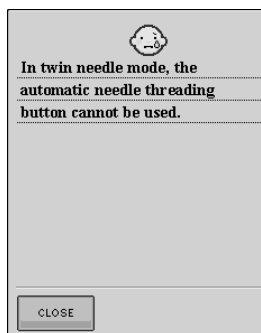 In twin needle mode, the
automatic needle threading
button cannot be used.
CLOSE